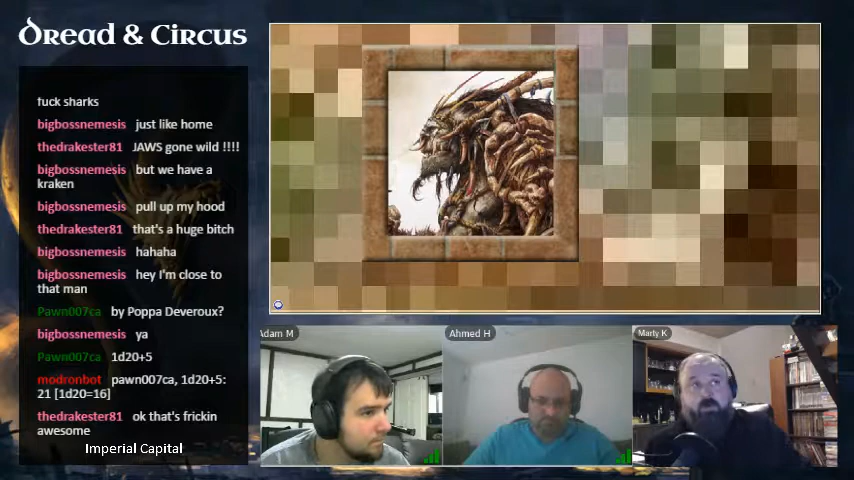 Dread & Circus
fuck sharks
bigbossnemesis just like home
thedrakester81 JAWS gone wild !!!!
bigbossnemesis but we have a
kraken
bigbossnemesis pull up my hood
thedrakester81 that's a huge bitch
bigbossnemesis hahaha
bigbossnemesis hey I'm close to
that man
Pawn007ca by Poppa Deveroux?
bigbossnemesis ya
Pawn007ca 1d20+5
modronbot pawn007ca, 1d20+5:
21 [1d20=16]
thedrakester81 ok that's frickin
awesome
Imperial Capital
Adam M
Ahmed H
Marty K